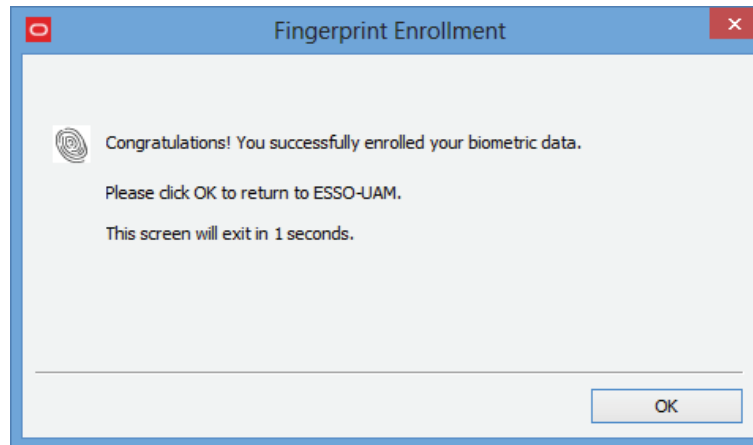 Fingerprint Enrollment
Congratulations! You successfully enrolled your biometric data.
Please click OK to return to ESSO-UAM.
This screen will exit in 1 seconds.
OK